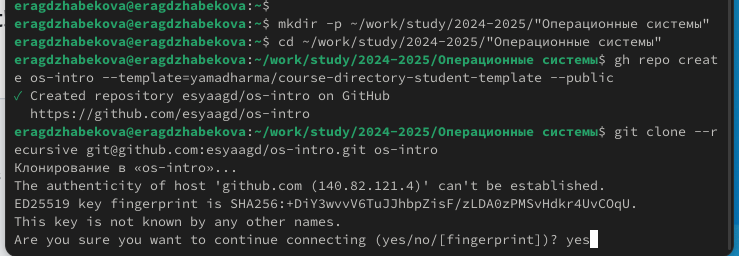 eragdzhabekova@eragdzhabekova:~$
eragdzhabekova@eragdzhabekova:~$ mkdir -p ~/work/study/2024-2025/"Операционные системы"
eragdzhabekova@eragdzhabekova:~$ cd ~/work/study/2024-2025/"Операционные системы"
eragdzhabekova@eragdzhabekova:~/work/study/2024-2025/Операционные системы$ gh repo creat
e os-intro --template=yamadharma/course-directory-student-template --public
✓ Created repository esyaagd/os-intro on GitHub
https://github.com/esyaagd/os-intro
eragdzhabekova@eragdzhabekova:~/work/study/2024-2025/Операционные системы$ git clone --r
ecursive git@github.com:esyaagd/os-intro.git os-intro
Клонирование в «os-intro»...
The authenticity of host 'github.com (140.82.121.4)' can't be established.
ED25519 key fingerprint is SHA256:+DiY3wvvV6TuJJhbpZisF/zLDA0zPMSvHdkr4UvCOqU.
This key is not known by any other names.
Are you sure you want to continue connecting (yes/no/[fingerprint])? yes